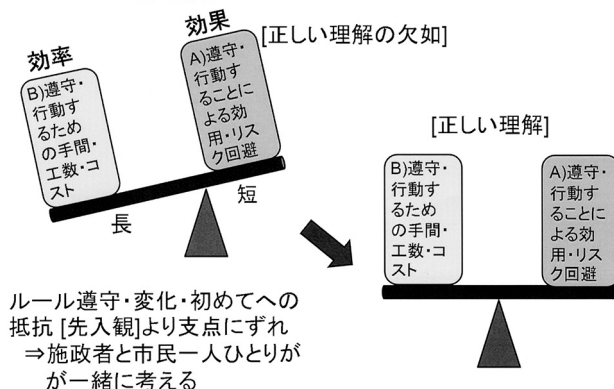 効率
効果
[正しい理解の欠如]
B)遵守・
行動す
るため
の手間・
工数・コ
スト
A)遵守・
行動す
ることに
よる効
用・リス
ク回避
長
短
[正しい理解]
B)遵守・
行動す
るため
の手間・
工数・コ
スト
A)遵守・
行動す
ることに
よる効
用・リス
ク回避
ルール遵守・変化・初めてへの
抵抗 [先入観]より支点にずれ
⇒施政者と市民一人ひとりが
が一緒に考える